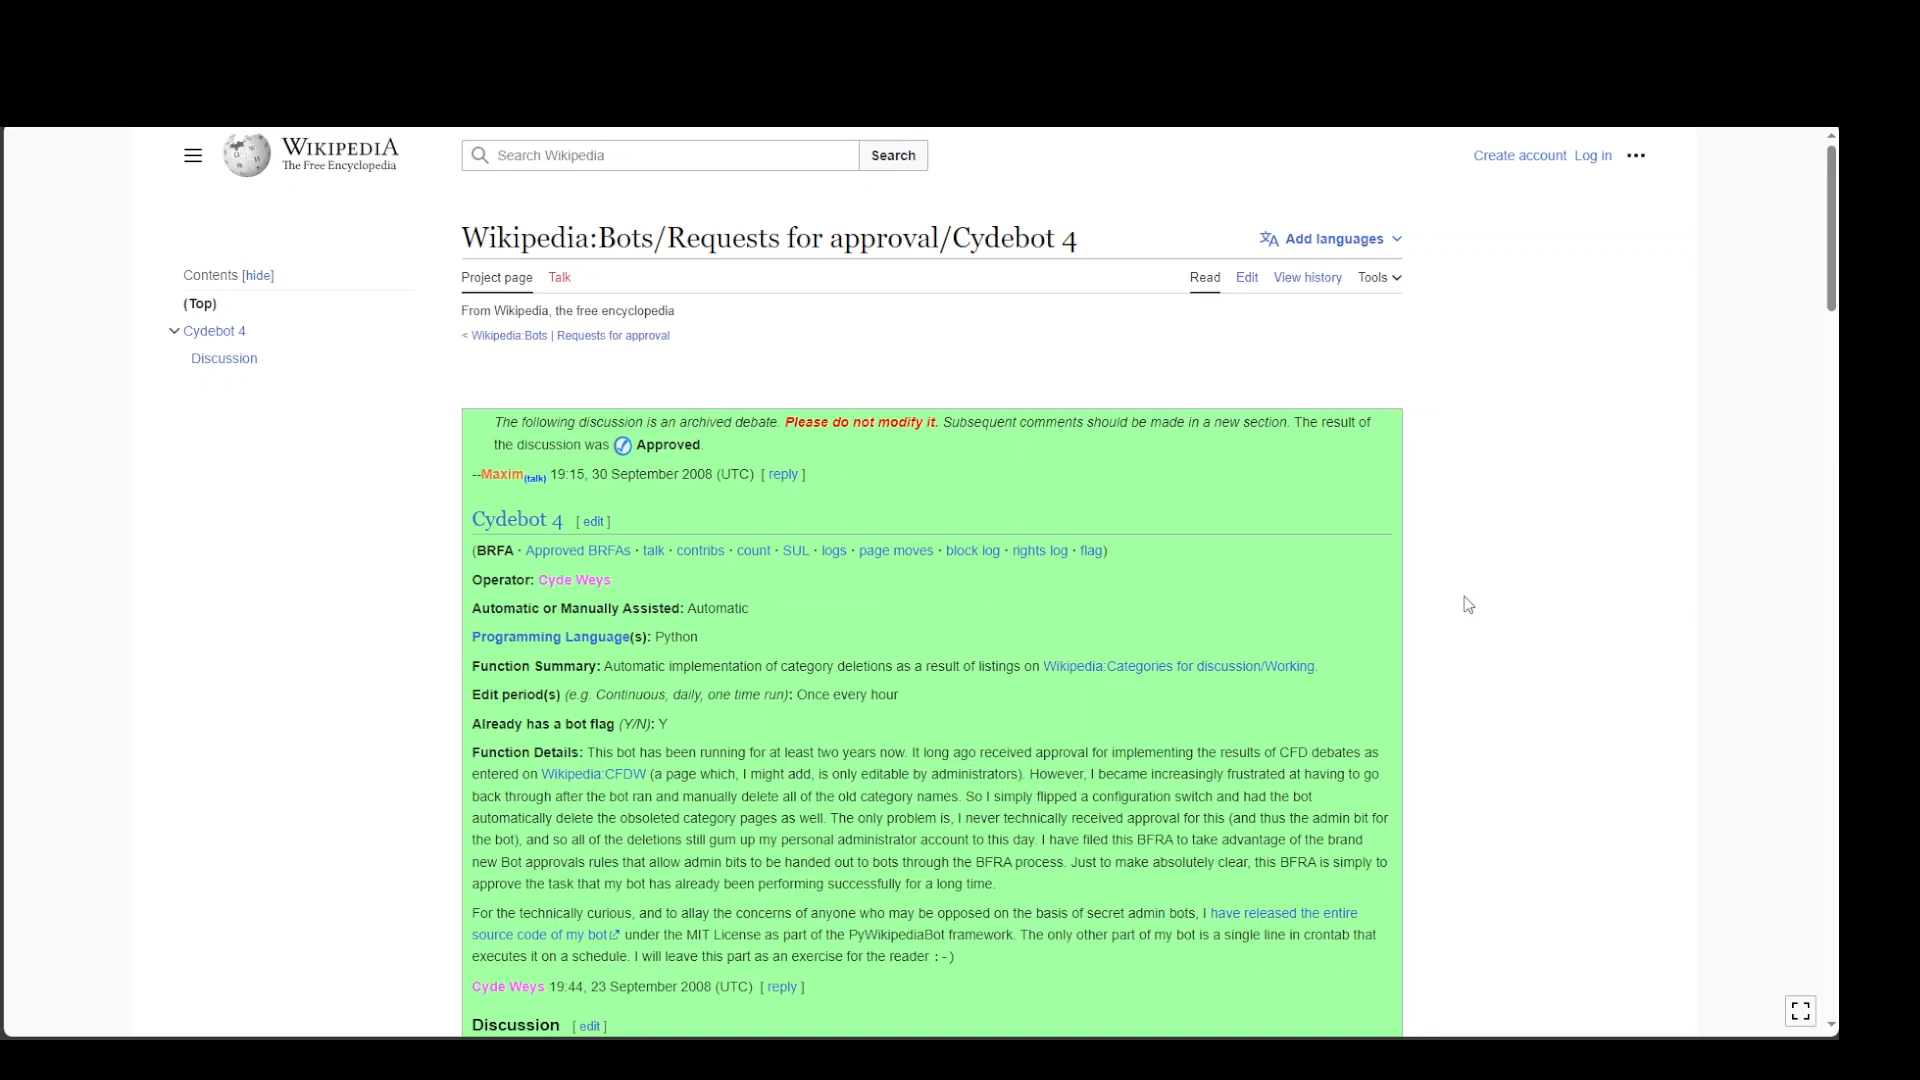 WIKIPEDIA
The Free Encyclopedia
Search Wikipedia
Search
Create account Log in
Wikipedia:Bots/Requests for approval/Cydebot 4
Add languages
Contents [hide]
(Top)
Cydebot 4
Discussion
Project page Talk
Read Edit View history Tools
From Wikipedia, the free encyclopedia
< Wikipedia:Bots | Requests for approval
The following discussion is an archived debate. Please do not modify it. Subsequent comments should be made in a new section. The result of
the discussion was Approved.
--Maxim(talk) 19:15, 30 September 2008 (UTC) [ reply ]
Cydebot 4 [ edit ]
(BRFA · Approved BRFAs · talk · contribs · count · SUL · logs · page moves · block log · rights log · flag)
Operator: Cyde Weys
Automatic or Manually Assisted: Automatic
Programming Language(s): Python
Function Summary: Automatic implementation of category deletions as a result of listings on Wikipedia:Categories for discussion/Working.
Edit period(s) (e.g. Continuous, daily, one time run): Once every hour
Already has a bot flag (Y/N): Y
Function Details: This bot has been running for at least two years now. It long ago received approval for implementing the results of CFD debates as
entered on Wikipedia:CFDW (a page which, I might add, is only editable by administrators). However, I became increasingly frustrated at having to go
back through after the bot ran and manually delete all of the old category names. So I simply flipped a configuration switch and had the bot
automatically delete the obsoleted category pages as well. The only problem is, I never technically received approval for this (and thus the admin bit for
the bot), and so all of the deletions still gum up my personal administrator account to this day. I have filed this BFRA to take advantage of the brand
new Bot approvals rules that allow admin bits to be handed out to bots through the BFRA process. Just to make absolutely clear, this BFRA is simply to
approve the task that my bot has already been performing successfully for a long time.
For the technically curious, and to allay the concerns of anyone who may be opposed on the basis of secret admin bots, I have released the entire
source code of my bot under the MIT License as part of the PyWikipediaBot framework. The only other part of my bot is a single line in crontab that
executes it on a schedule. I will leave this part as an exercise for the reader :-)
Cyde Weys 19:44, 23 September 2008 (UTC) [ reply ]
Discussion [ edit ]